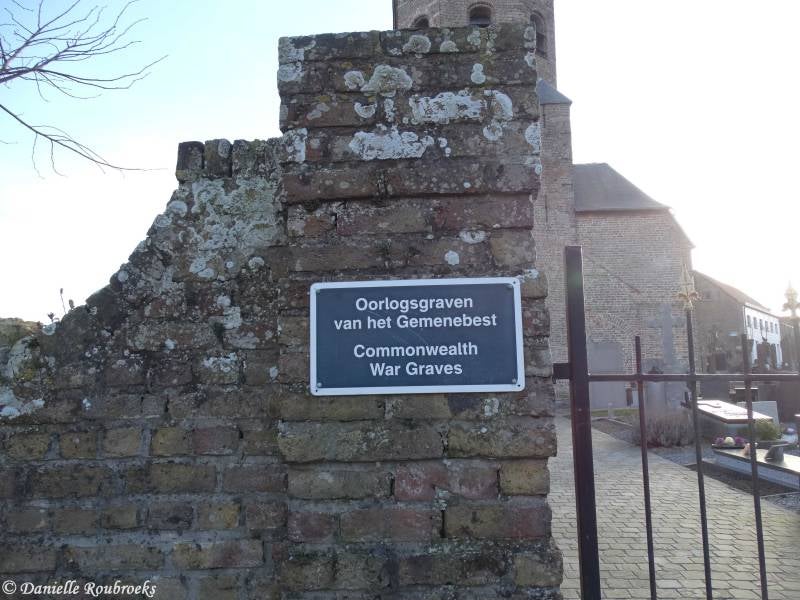 Oorlogsgraven
van het Gemenebest
Commonwealth
War Graves
© Danielle Roubroeks